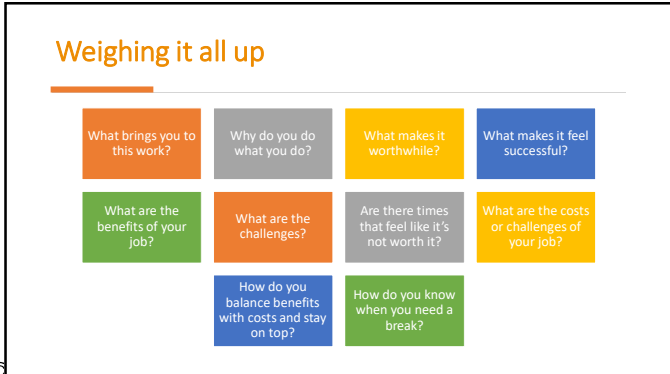 Weighing it all up
What brings you to
this work?
Why do you do
what you do?
What makes it
worthwhile?
What makes it feel
successful?
What are the
benefits of your
job?
What are the
challenges?
Are there times
that feel like it's
not worth it?
What are the costs
or challenges of
your job?
How do you
balance benefits
with costs and stay
on top?
How do you know
when you need a
break?